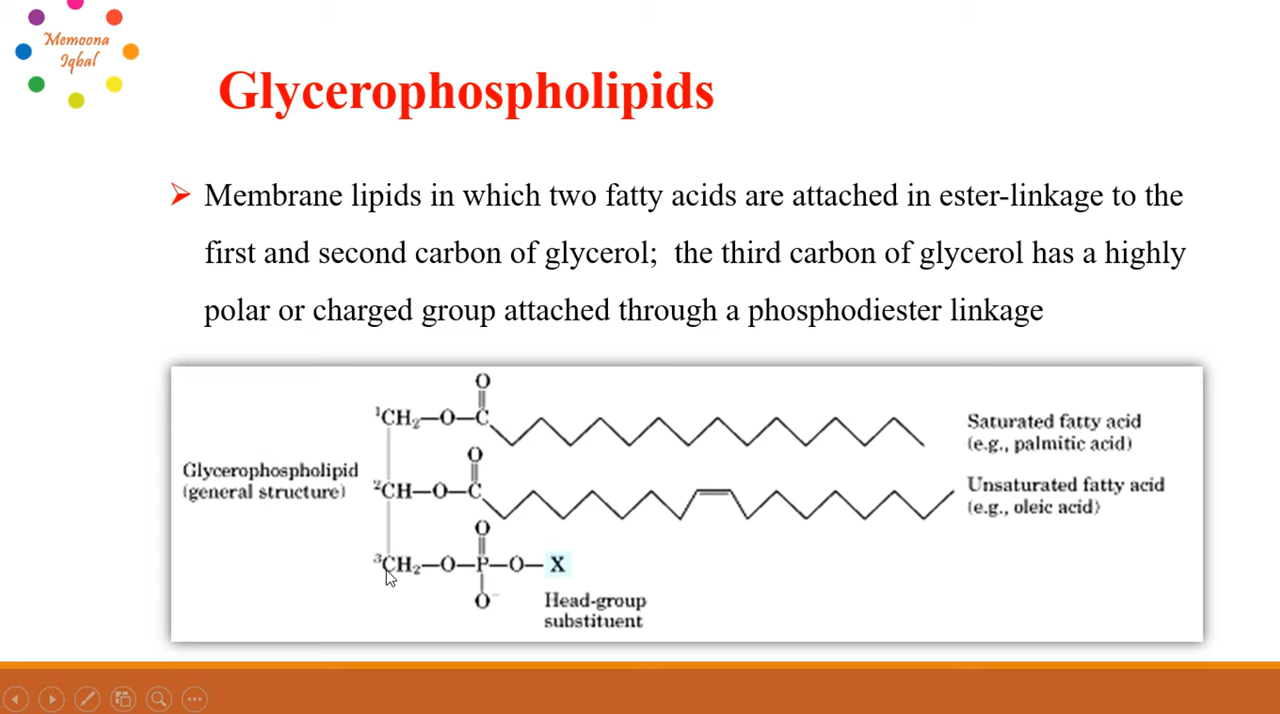 Memoona
Iqbal
Glycerophospholipids
Membrane lipids in which two fatty acids are attached in ester-linkage to the
first and second carbon of glycerol; the third carbon of glycerol has a highly
polar or charged group attached through a phosphodiester linkage
O
¹CH₂—O—C
Saturated fatty acid
(e.g., palmitic acid)
O
Glycerophospholipid
(general structure)
²CH—O—C
Unsaturated fatty acid
(e.g., oleic acid)
O
³CH₂—O—P—O—X
O⁻
Head-group
substituent